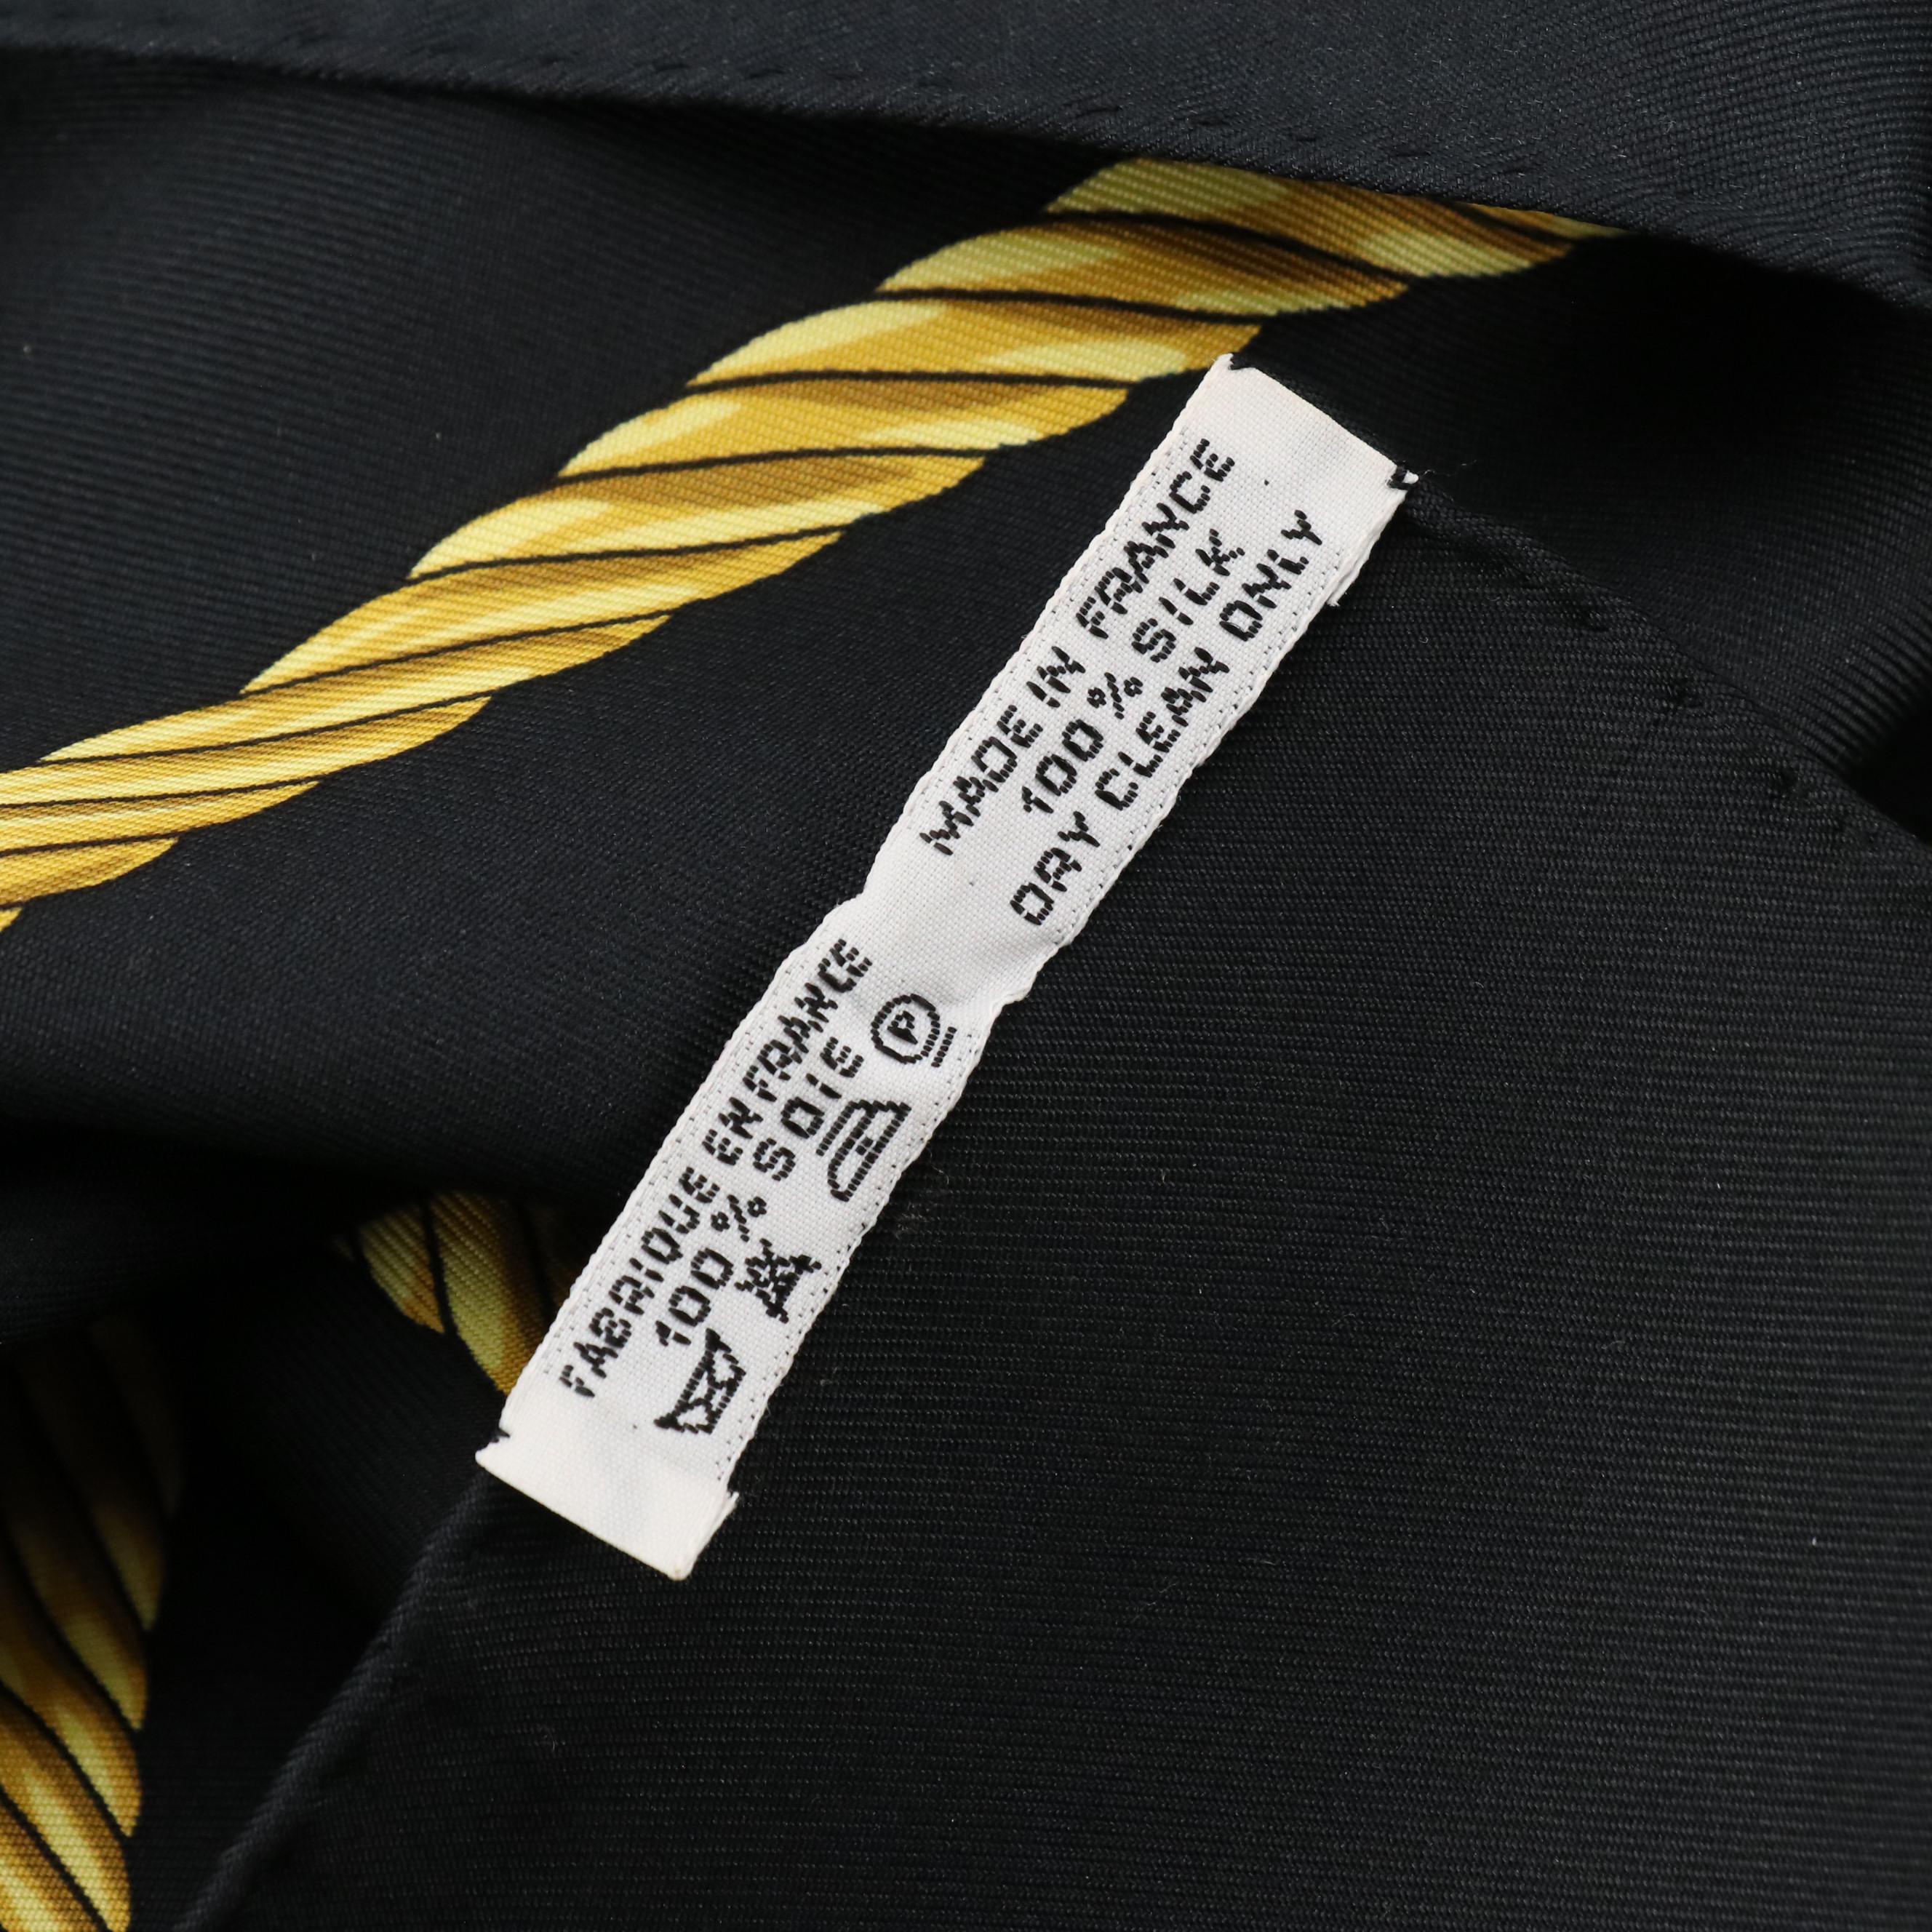 FABRIQUE EN FRANCE
100% SOIE
P
MADE IN FRANCE
100% SILK
DRY CLEAN ONLY